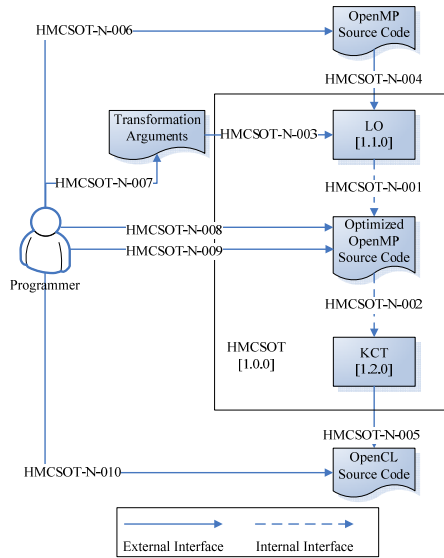 OpenMP
Source Code
HMCSOT-N-006
HMCSOT-N-004
Transformation
Arguments
HMCSOT-N-003
LO
[1.1.0]
HMCSOT-N-007
HMCSOT-N-001
HMCSOT-N-008
HMCSOT-N-009
Optimized
OpenMP
Source Code
Programmer
HMCSOT-N-002
HMCSOT
[1.0.0]
KCT
[1.2.0]
HMCSOT-N-005
HMCSOT-N-010
OpenCL
Source Code
External Interface
Internal Interface